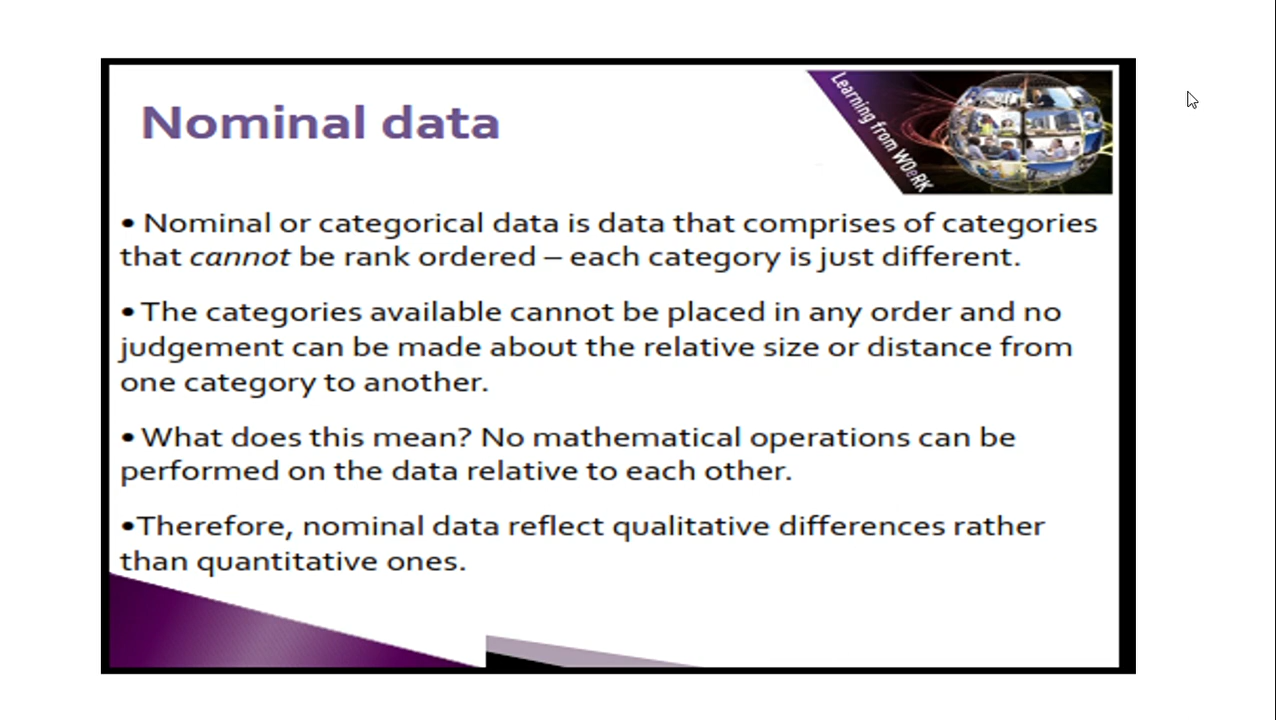 Nominal data
Learning from WOeRK
• Nominal or categorical data is data that comprises of categories
that cannot be rank ordered – each category is just different.
• The categories available cannot be placed in any order and no
judgement can be made about the relative size or distance from
one category to another.
• What does this mean? No mathematical operations can be
performed on the data relative to each other.
•Therefore, nominal data reflect qualitative differences rather
than quantitative ones.